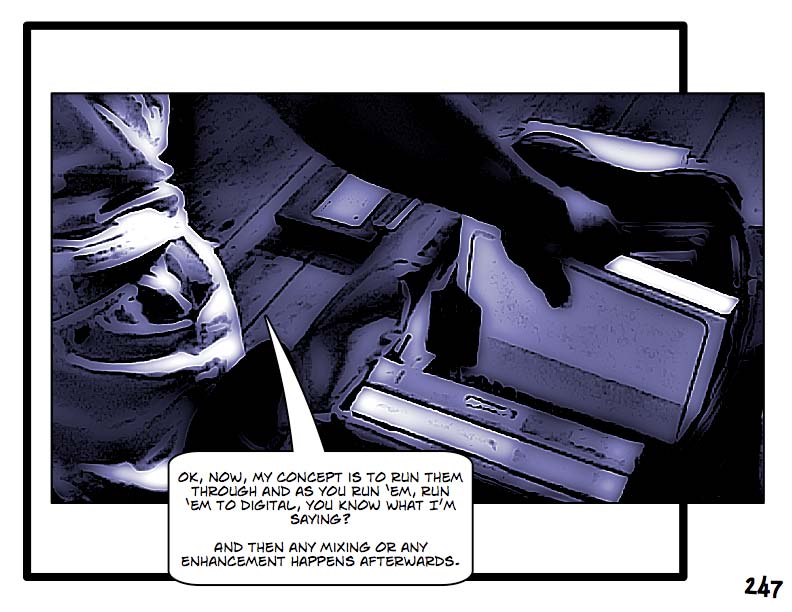 OK, NOW, MY CONCEPT IS TO RUN THEM
THROUGH AND AS YOU RUN 'EM, RUN
'EM TO DIGITAL, YOU KNOW WHAT I'M
SAYING?
AND THEN ANY MIXING OR ANY
ENHANCEMENT HAPPENS AFTERWARDS.
247